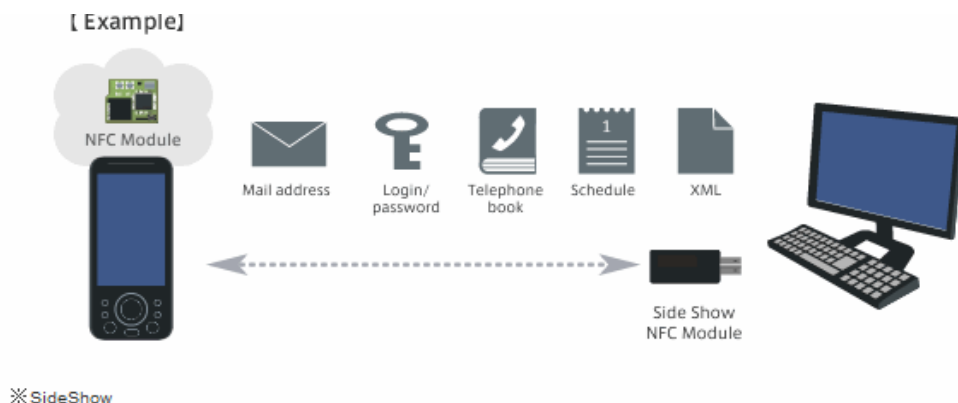 【Example】
NFC Module
1
Mail address
Login/
password
Telephone
book
Schedule
XML
Side Show
NFC Module
※SideShow